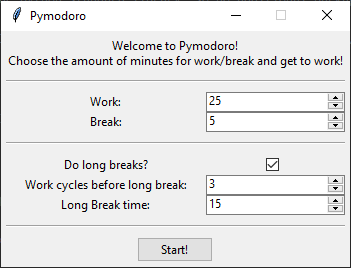 Pymodoro
Welcome to Pymodoro!
Choose the amount of minutes for work/break and get to work!
Work: 25
Break: 5
Do long breaks?
Work cycles before long break: 3
Long Break time: 15
Start!